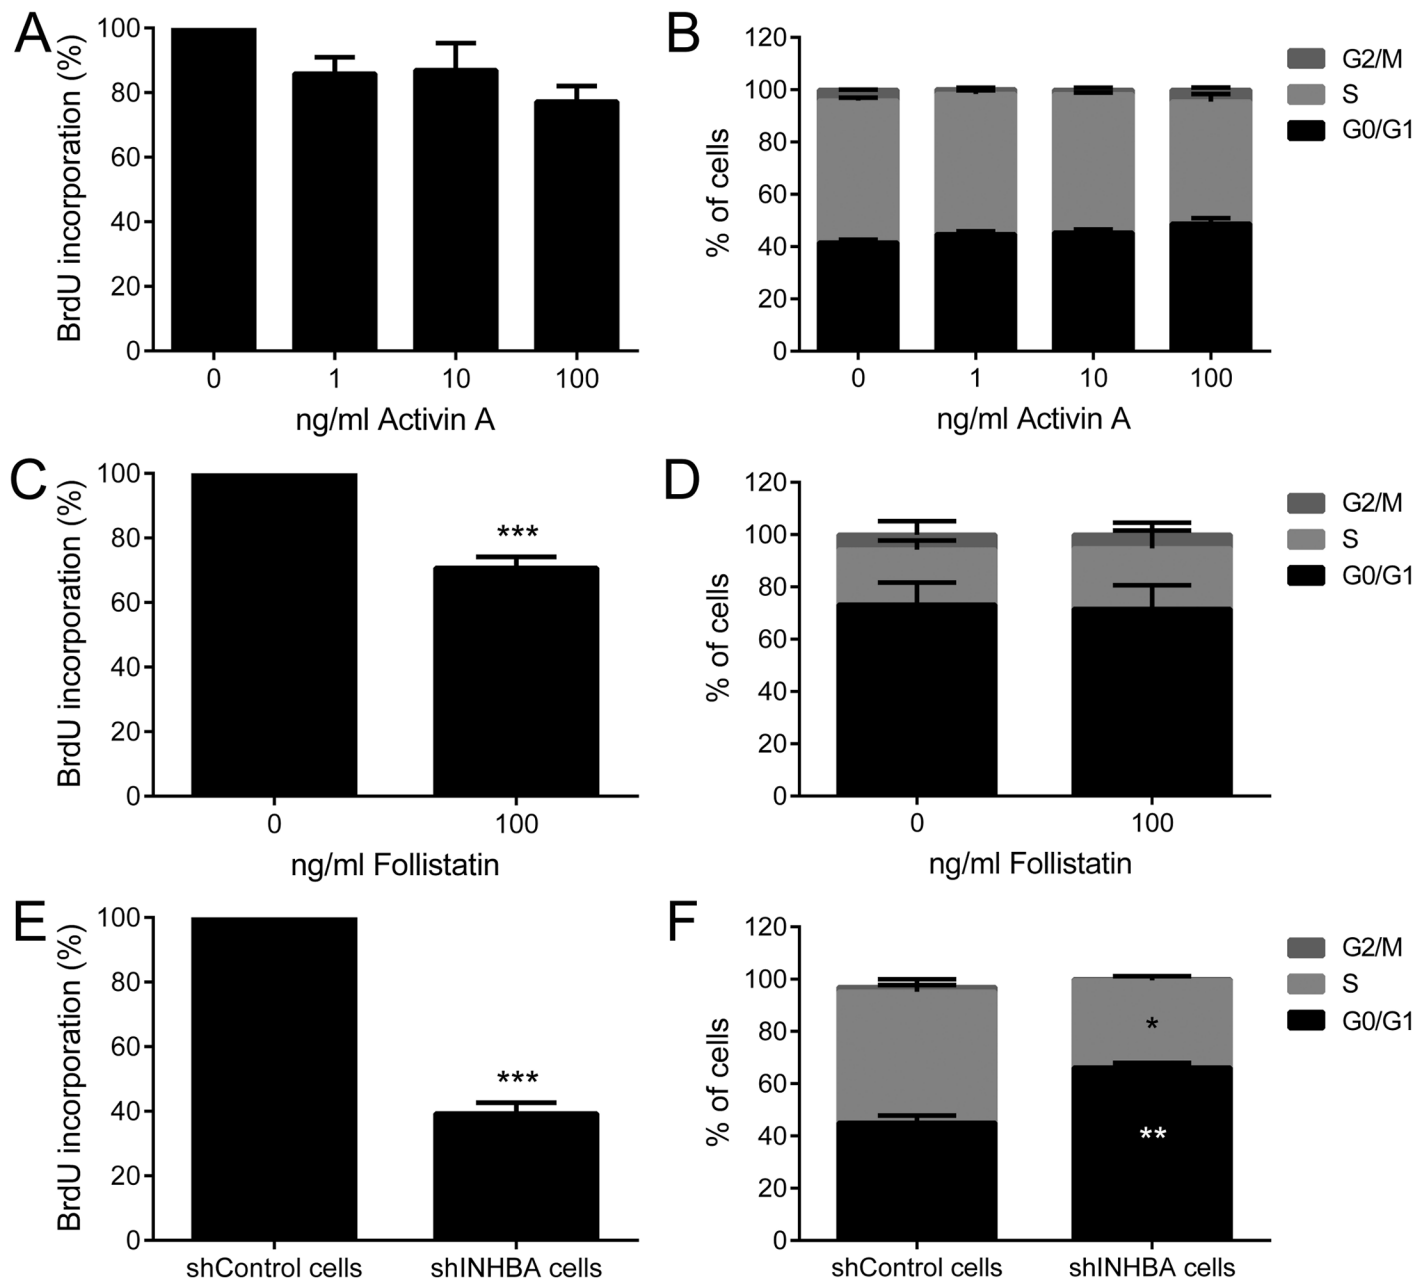 A
BrdU incorporation (%)
100
80
60
40
20
0
0 1 10 100
ng/ml Activin A
B
% of cells
120
100
80
60
40
20
0
0 1 10 100
ng/ml Activin A
G2/M
S
G0/G1
C
BrdU incorporation (%)
100
80
60
40
20
0
***
0 100
ng/ml Follistatin
D
% of cells
120
100
80
60
40
20
0
0 100
ng/ml Follistatin
G2/M
S
G0/G1
E
BrdU incorporation (%)
100
80
60
40
20
0
***
shControl cells shINHBA cells
F
% of cells
120
100
80
60
40
20
0
*
**
shControl cells shINHBA cells
G2/M
S
G0/G1